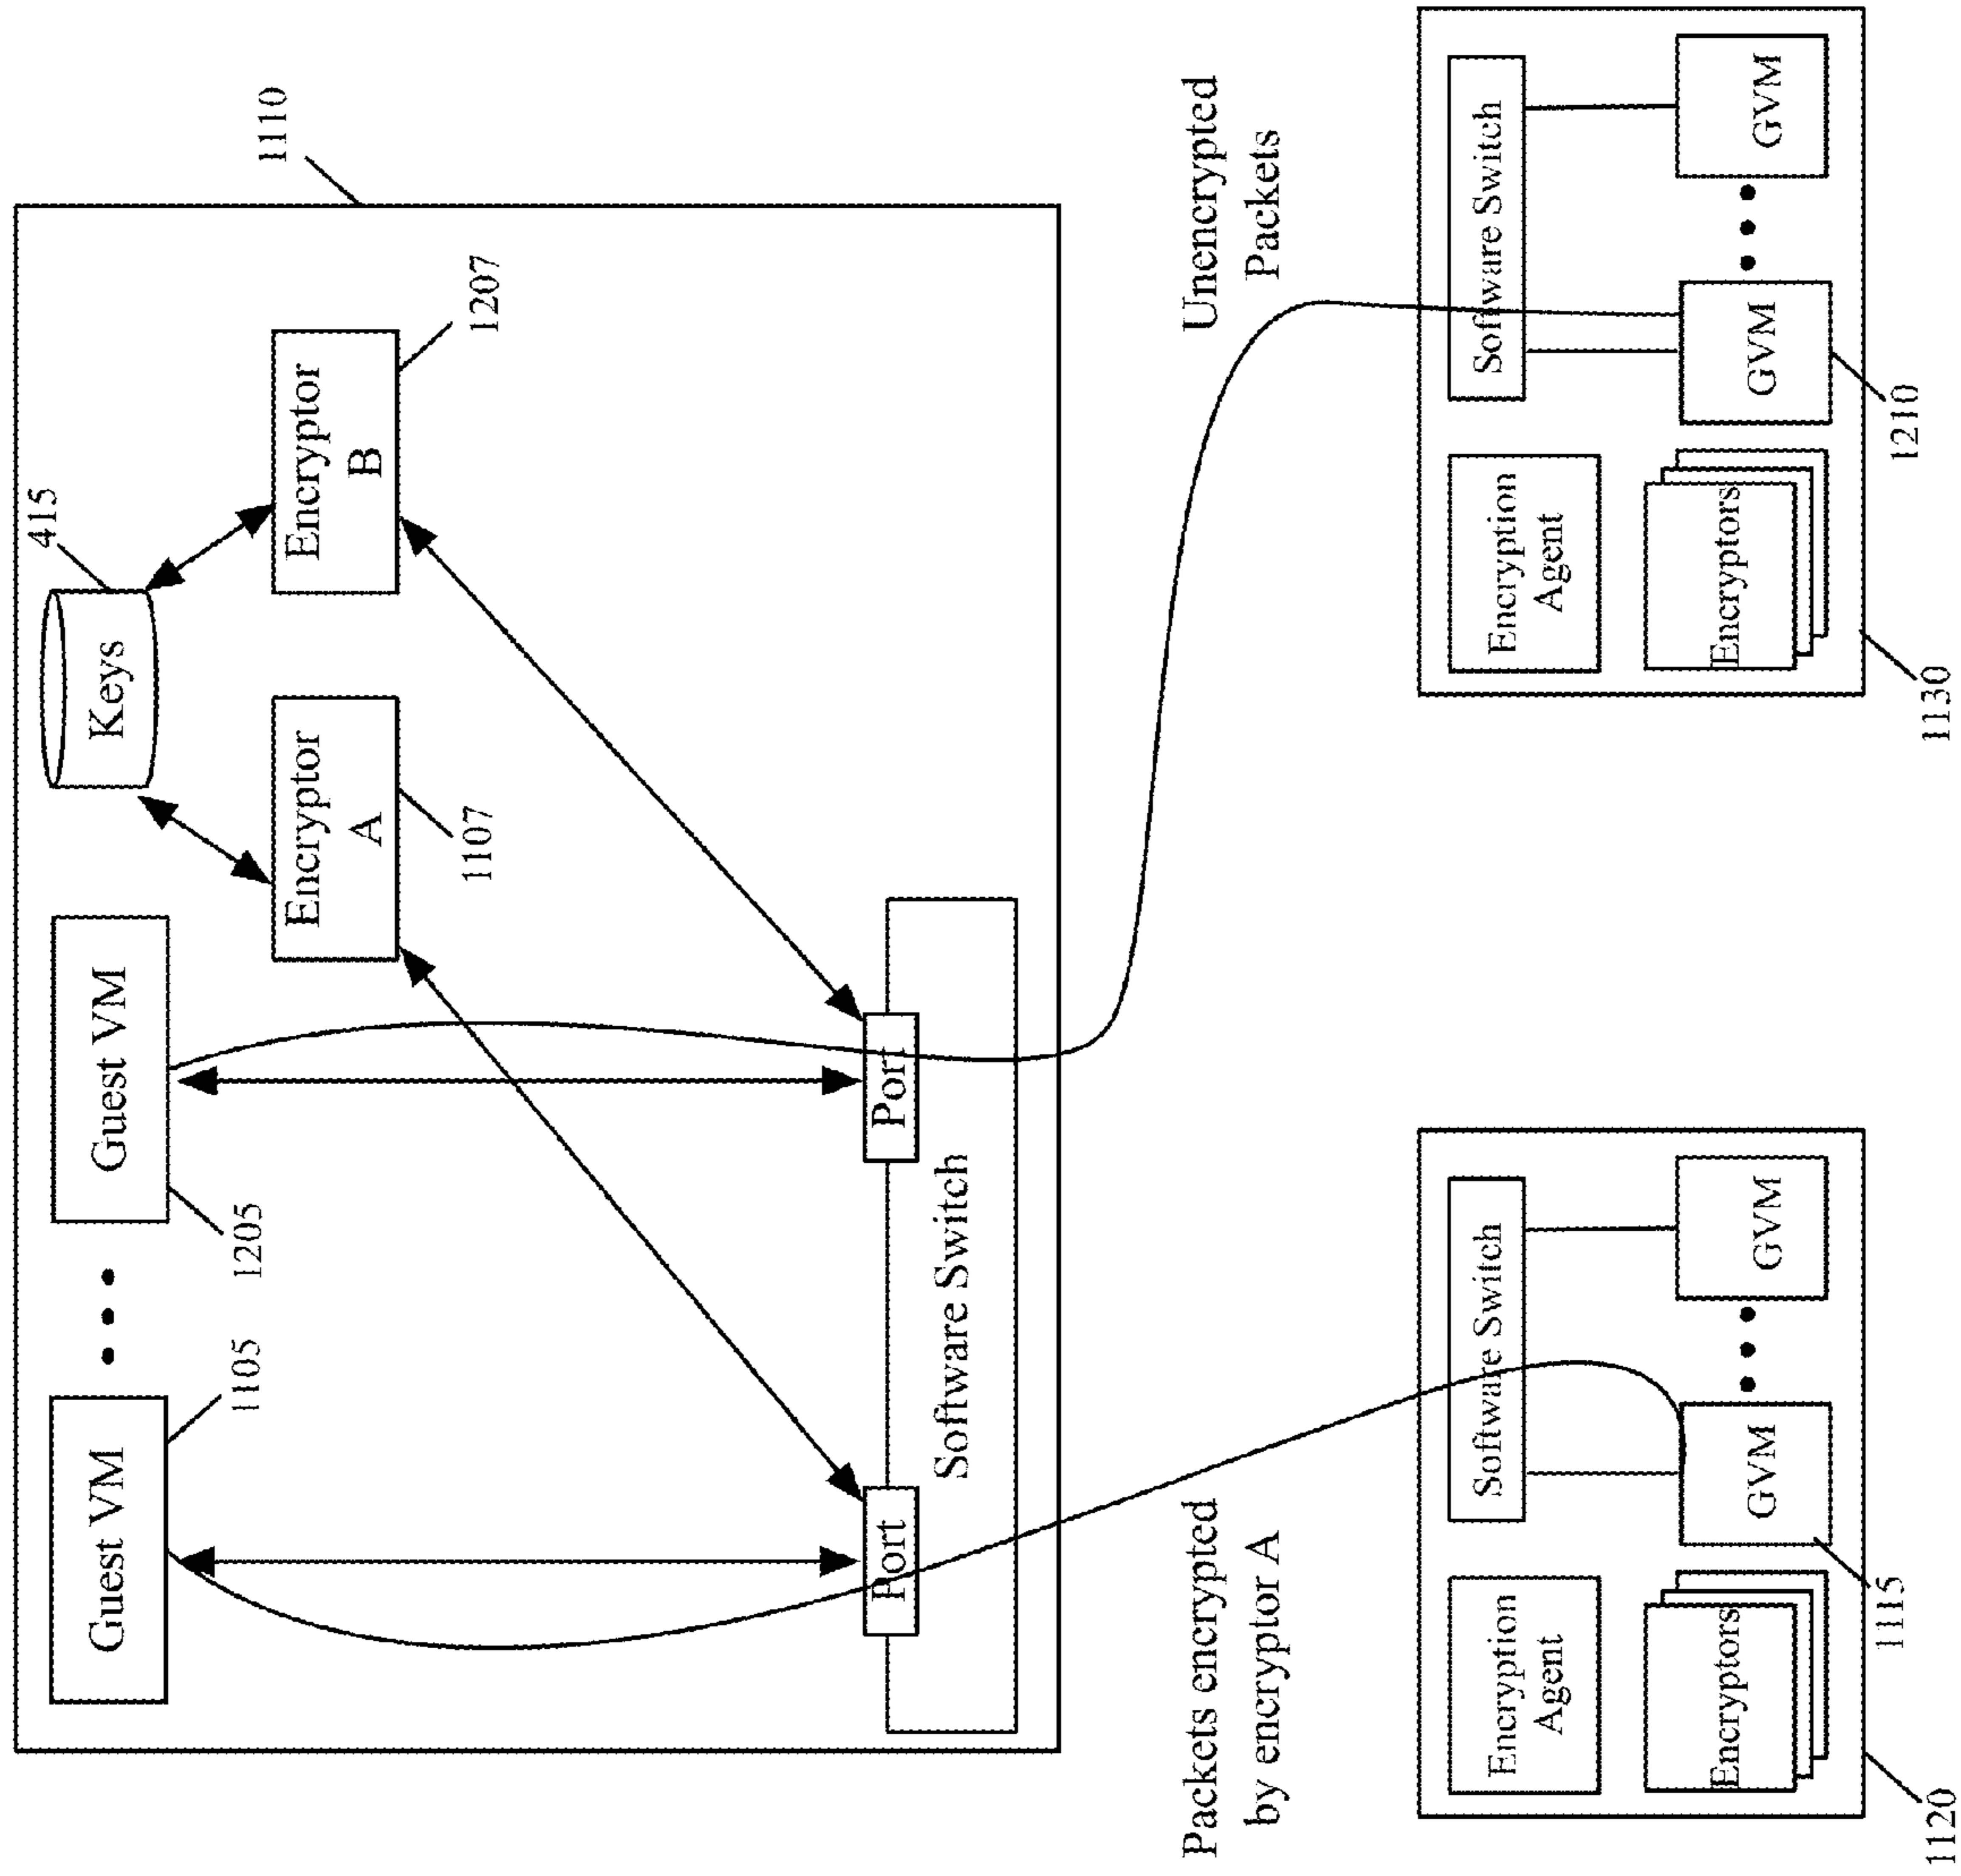 1110
Guest VM
Guest VM
Keys
415
1105
1205
Encryptor
A
Encryptor
B
1107
1207
Port
Port
Software Switch
Packets encrypted
by encryptor A
Unencrypted
Packets
Encryption
Agent
Software Switch
Encryptors
GVM
GVM
1115
1120
Encryption
Agent
Software Switch
Encryptors
GVM
GVM
1210
1130